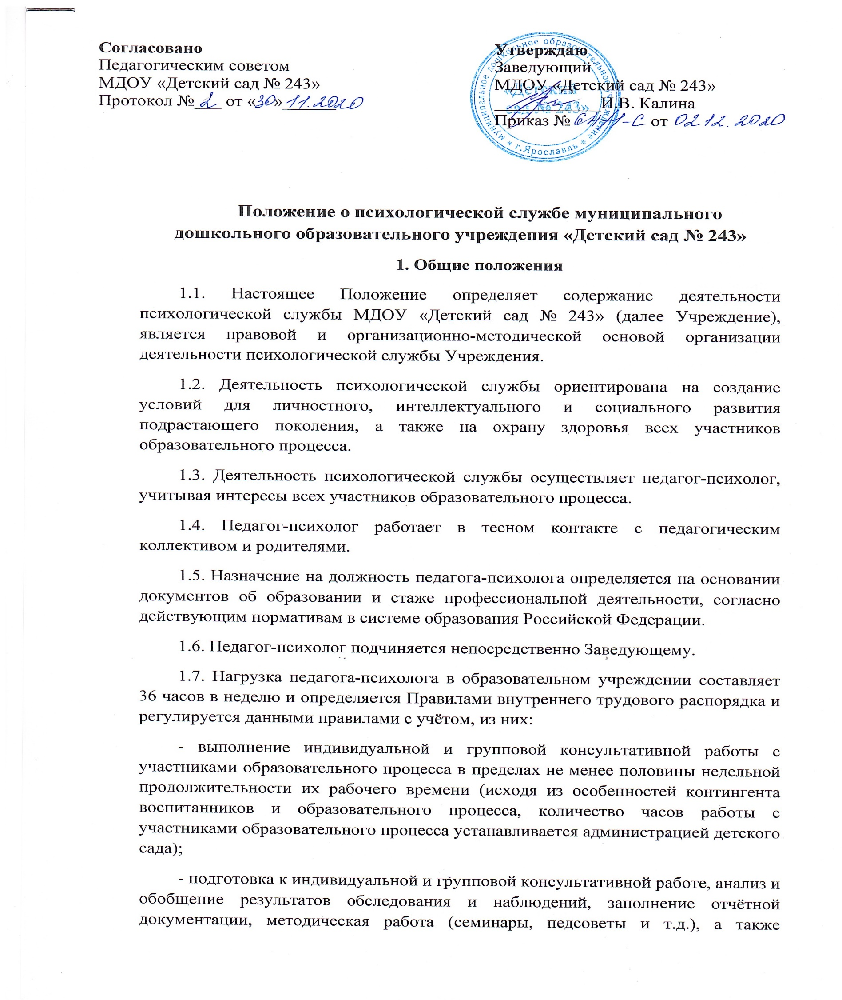 Согласовано
Педагогическим советом
МДОУ «Детский сад № 243»
Протокол № 2 от «30» 11.2020
Утверждаю
Заведующий
МДОУ «Детский сад № 243»
И.В. Калина
Приказ № от 02.12.2020
муниципальное дошкольное образовательное учреждение * г.Ярославль *
«Детский
сад № 243»
Положение о психологической службе муниципального
дошкольного образовательного учреждения «Детский сад № 243»
1. Общие положения
1.1. Настоящее Положение определяет содержание деятельности
психологической службы МДОУ «Детский сад № 243» (далее Учреждение),
является правовой и организационно-методической основой организации
деятельности психологической службы Учреждения.
1.2. Деятельность психологической службы ориентирована на создание
условий для личностного, интеллектуального и социального развития
подрастающего поколения, а также на охрану здоровья всех участников
образовательного процесса.
1.3. Деятельность психологической службы осуществляет педагог-психолог,
учитывая интересы всех участников образовательного процесса.
1.4. Педагог-психолог работает в тесном контакте с педагогическим
коллективом и родителями.
1.5. Назначение на должность педагога-психолога определяется на основании
документов об образовании и стаже профессиональной деятельности, согласно
действующим нормативам в системе образования Российской Федерации.
1.6. Педагог-психолог подчиняется непосредственно Заведующему.
1.7. Нагрузка педагога-психолога в образовательном учреждении составляет
36 часов в неделю и определяется Правилами внутреннего трудового распорядка и
регулируется данными правилами с учётом, из них:
- выполнение индивидуальной и групповой консультативной работы с
участниками образовательного процесса в пределах не менее половины недельной
продолжительности их рабочего времени (исходя из особенностей контингента
воспитанников и образовательного процесса, количество часов работы с
участниками образовательного процесса устанавливается администрацией детского
сада);
- подготовка к индивидуальной и групповой консультативной работе, анализ и
обобщение результатов обследования и наблюдений, заполнение отчётной
документации, методическая работа (семинары, педсоветы и т.д.), а также